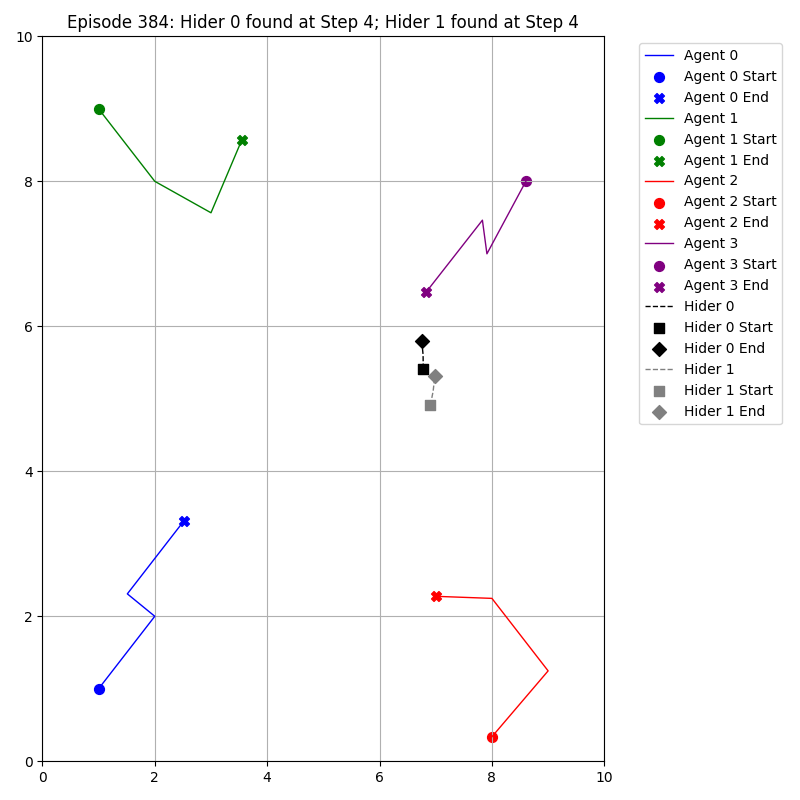 Episode 384: Hider 0 found at Step 4; Hider 1 found at Step 4
10
8
6
4
2
0
0 2 4 6 8 10
Agent 0
Agent 0 Start
Agent 0 End
Agent 1
Agent 1 Start
Agent 1 End
Agent 2
Agent 2 Start
Agent 2 End
Agent 3
Agent 3 Start
Agent 3 End
Hider 0
Hider 0 Start
Hider 0 End
Hider 1
Hider 1 Start
Hider 1 End